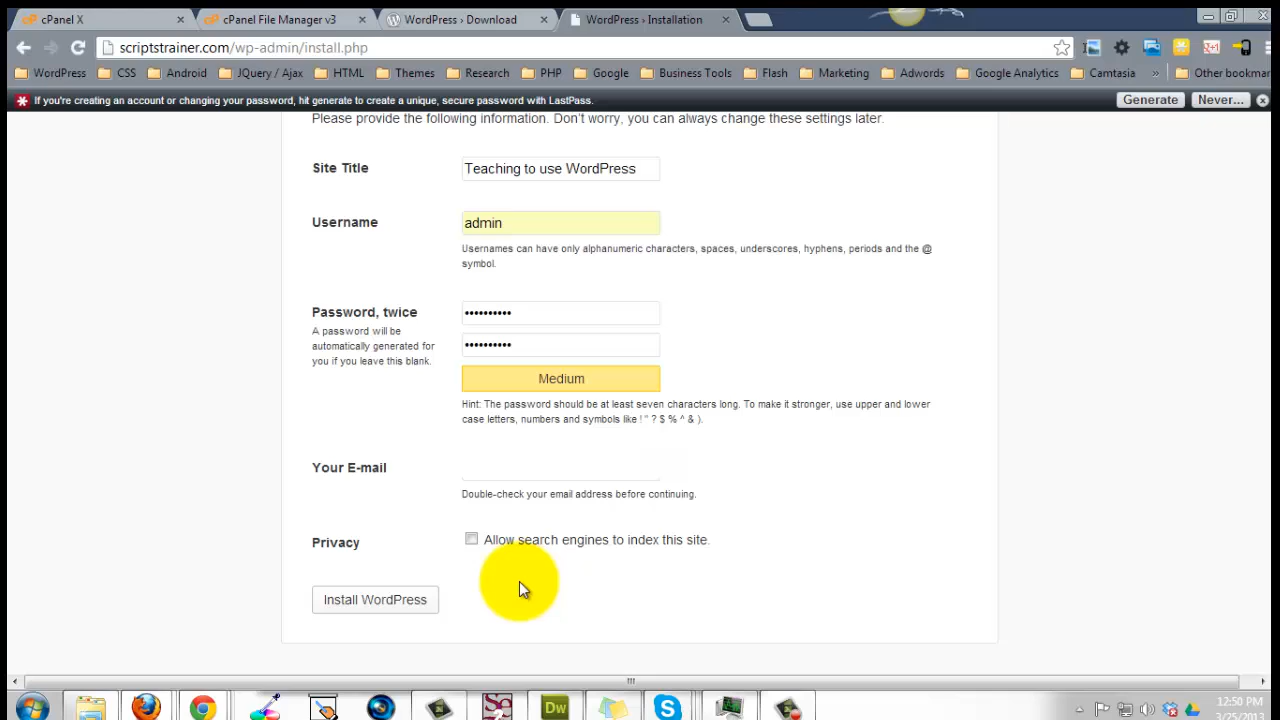 cPanel X
cPanel File Manager v3
WordPress › Download
WordPress › Installation
scriptstrainer.com/wp-admin/install.php
WordPress
CSS
Android
JQuery / Ajax
HTML
Themes
Research
PHP
Google
Business Tools
Flash
Marketing
Adwords
Google Analytics
Camtasia
»
Other bookmar
If you're creating an account or changing your password, hit generate to create a unique, secure password with LastPass.
Generate
Never...
Please provide the following information. Don't worry, you can always change these settings later.
Site Title
Teaching to use WordPress
Username
admin
Usernames can have only alphanumeric characters, spaces, underscores, hyphens, periods and the @
symbol.
Password, twice
A password will be
automatically generated for
you if you leave this blank.
••••••••••
••••••••••
Medium
Hint: The password should be at least seven characters long. To make it stronger, use upper and lower
case letters, numbers and symbols like ! " ? $ % ^ & ).
Your E-mail
Double-check your email address before continuing.
Privacy
Allow search engines to index this site.
Install WordPress
Dw
12:50 PM
3/25/2013